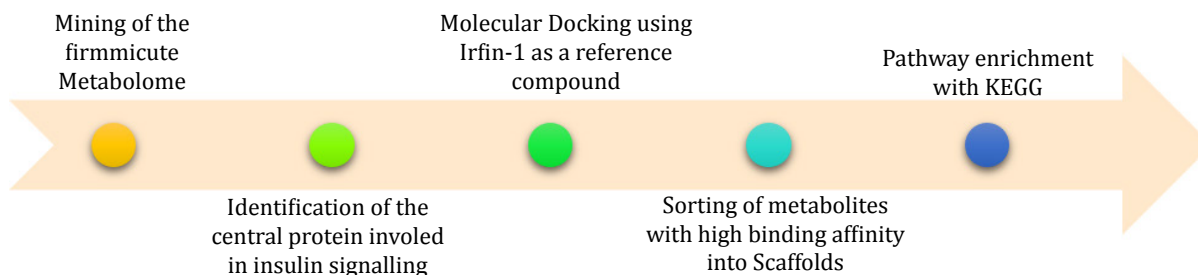 Mining of the
firmmicute
Metabolome
Identification of the
central protein involed
in insulin signalling
Molecular Docking using
Irfin-1 as a reference
compound
Sorting of metabolites
with high binding affinity
into Scaffolds
Pathway enrichment
with KEGG